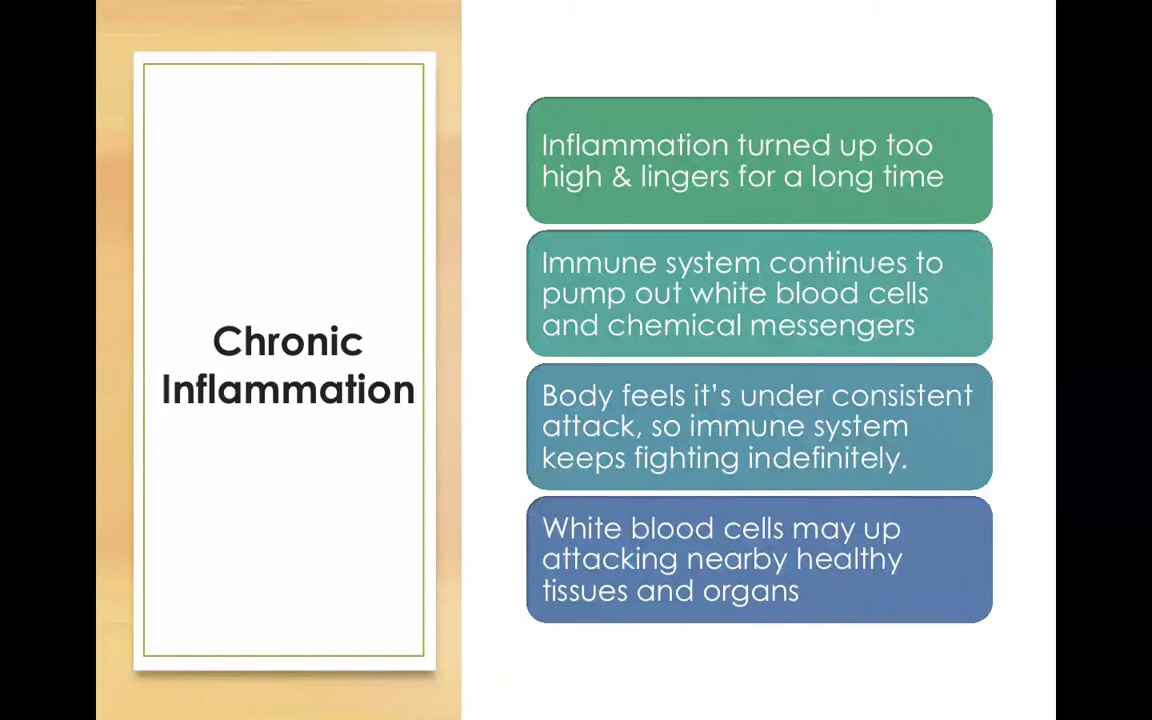 Chronic
Inflammation
Inflammation turned up too
high & lingers for a long time
Immune system continues to
pump out white blood cells
and chemical messengers
Body feels it’s under consistent
attack, so immune system
keeps fighting indefinitely.
White blood cells may up
attacking nearby healthy
tissues and organs